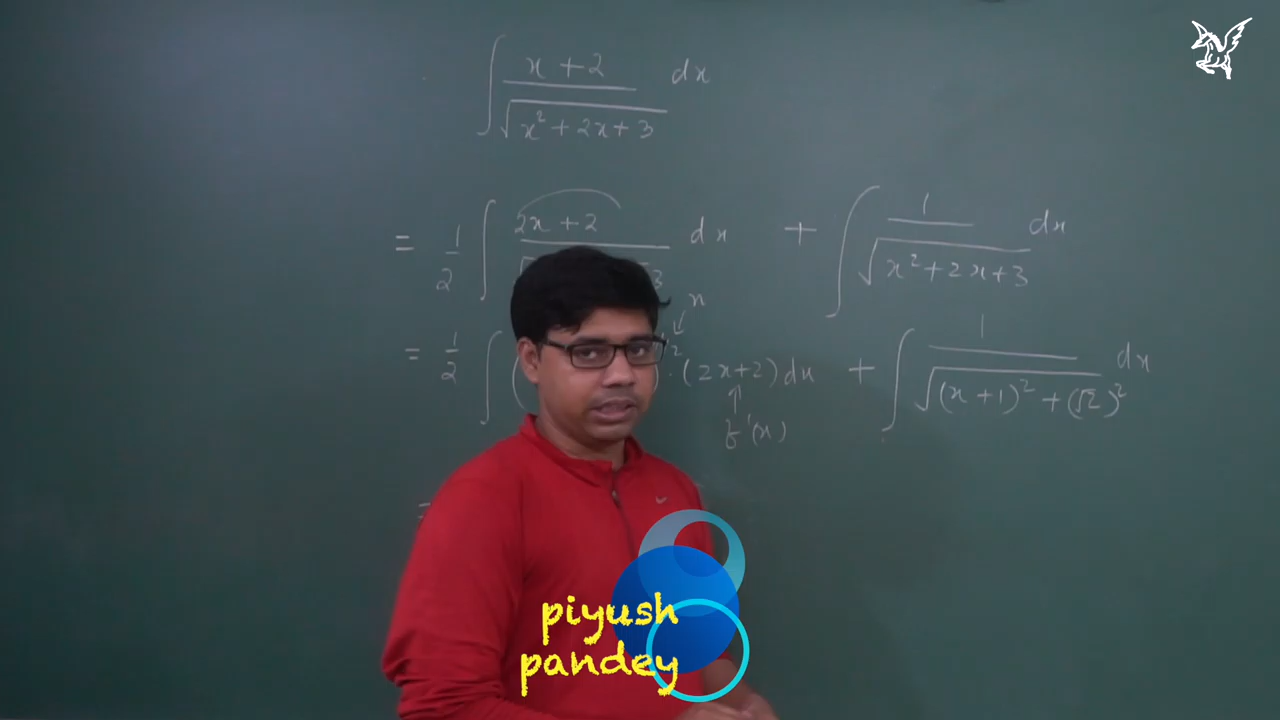 ∫ (x + 2) / √(x² + 2x + 3) dx
= 1/2 ∫ 2x + 2 dx + ∫ 1 / √(x² + 2x + 3) dx
n
= 1/2 ∫ ( )² · (2x + 2) dx + ∫ 1 / √((x + 1)² + (√2)²) dx
f'(x)
=
piyush
pandey